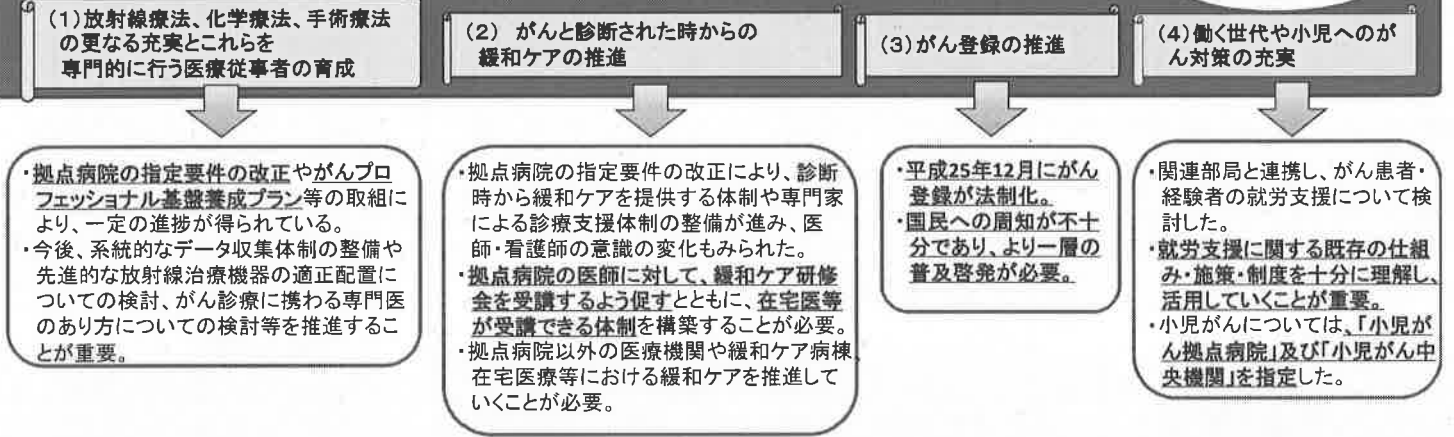 (1)放射線療法、化学療法、手術療法
の更なる充実とこれらを
専門的に行う医療従事者の育成
(2) がんと診断された時からの
緩和ケアの推進
(3)がん登録の推進
(4)働く世代や小児へのが
ん対策の充実
・拠点病院の指定要件の改正やがんプロ
フェッショナル基盤養成プラン等の取組に
より、一定の進捗が得られている。
・今後、系統的なデータ収集体制の整備や
先進的な放射線治療機器の適正配置に
ついての検討、がん診療に携わる専門医
のあり方についての検討等を推進するこ
とが重要。
・拠点病院の指定要件の改正により、診断
時から緩和ケアを提供する体制や専門家
による診療支援体制の整備が進み、医
師・看護師の意識の変化もみられた。
・拠点病院の医師に対して、緩和ケア研修
会を受講するよう促すとともに、在宅医等
が受講できる体制を構築することが必要。
・拠点病院以外の医療機関や緩和ケア病棟、
在宅医療等における緩和ケアを推進して
いくことが必要。
・平成25年12月にがん
登録が法制化。
・国民への周知が不十
分であり、より一層の
普及啓発が必要。
・関連部局と連携し、がん患者・
経験者の就労支援について検
討した。
・就労支援に関する既存の仕組
み・施策・制度を十分に理解し、
活用していくことが重要。
・小児がんについては、「小児が
ん拠点病院」及び「小児がん中
央機関」を指定した。